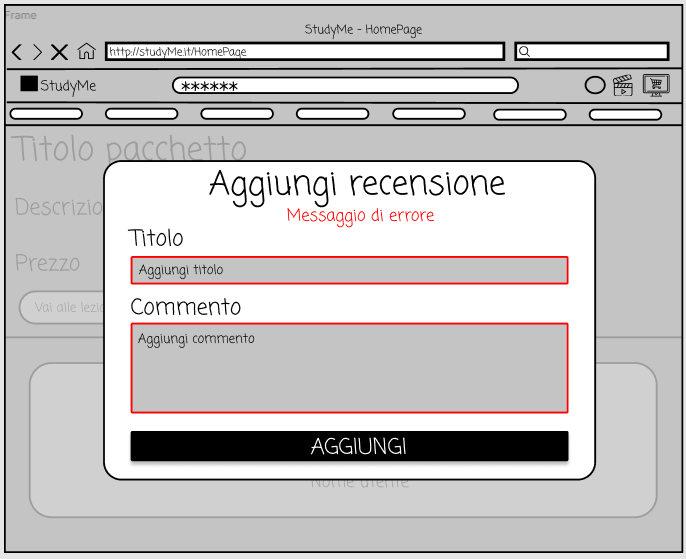 Frame
StudyMe - HomePage
http://studyMe.it/HomePage
StudyMe
******
Titolo pacchetto
Descrizio
Prezzo
Vai alle lezio
Aggiungi recensione
Messaggio di errore
Titolo
Aggiungi titolo
Commento
Aggiungi commento
AGGIUNGI
Nome utente